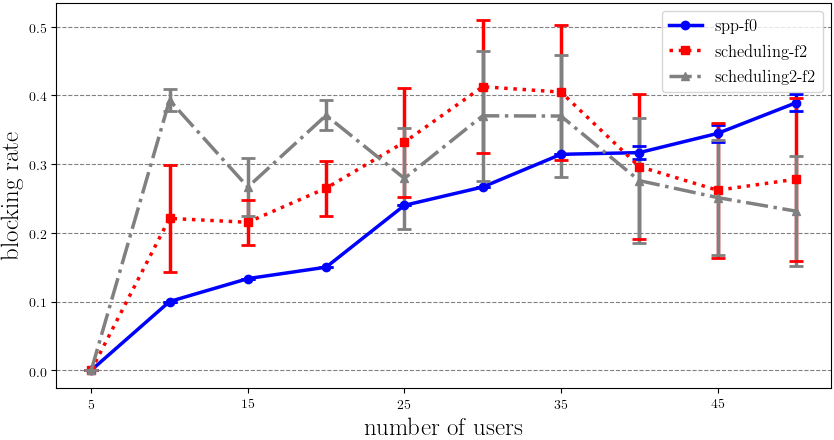 spp-f0
scheduling-f2
scheduling2-f2
0.5
0.4
0.3
0.2
0.1
0.0
blocking rate
5 15 25 35 45
number of users